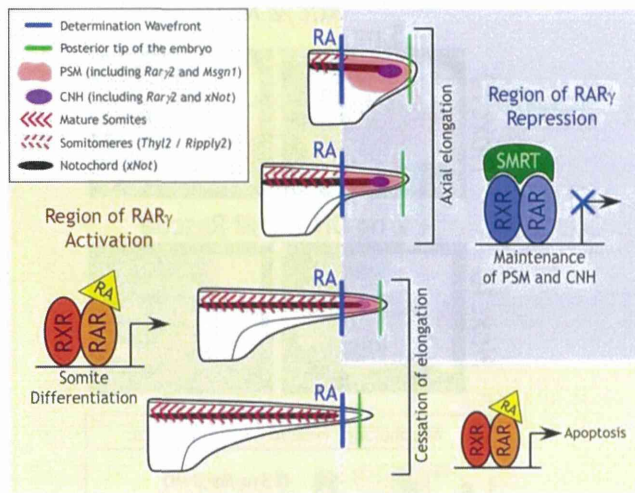 Determination Wavefront
Posterior tip of the embryo
PSM (including Rarγ2 and Msgn1)
CNH (including Rarγ2 and xNot)
Mature Somites
Somitomeres (Thyl2 / Ripply2)
Notochord (xNot)
RA
RA
Axial elongation
Region of RARγ
Repression
SMRT
RXR
RAR
Maintenance
of PSM and CNH
Region of RARγ
Activation
RA
RXR
RAR
Somite
Differentiation
RA
RA
Cessation of elongation
RA
RXR
RAR
Apoptosis